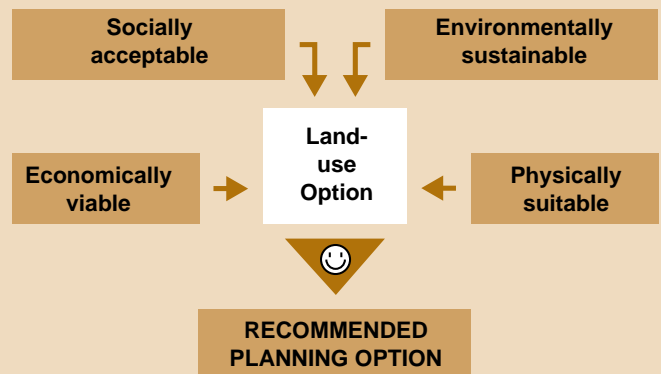 Socially
acceptable
Environmentally
sustainable
Land-
use
Option
Economically
viable
Physically
suitable
RECOMMENDED
PLANNING OPTION